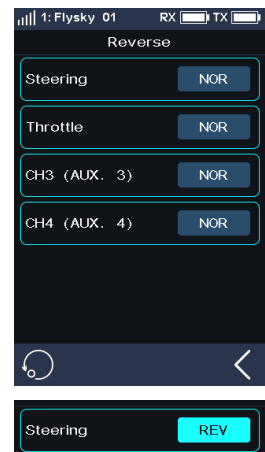 1: Flysky 01 RX TX
Reverse
Steering NOR
Throttle NOR
CH3 (AUX. 3) NOR
CH4 (AUX. 4) NOR
Steering REV